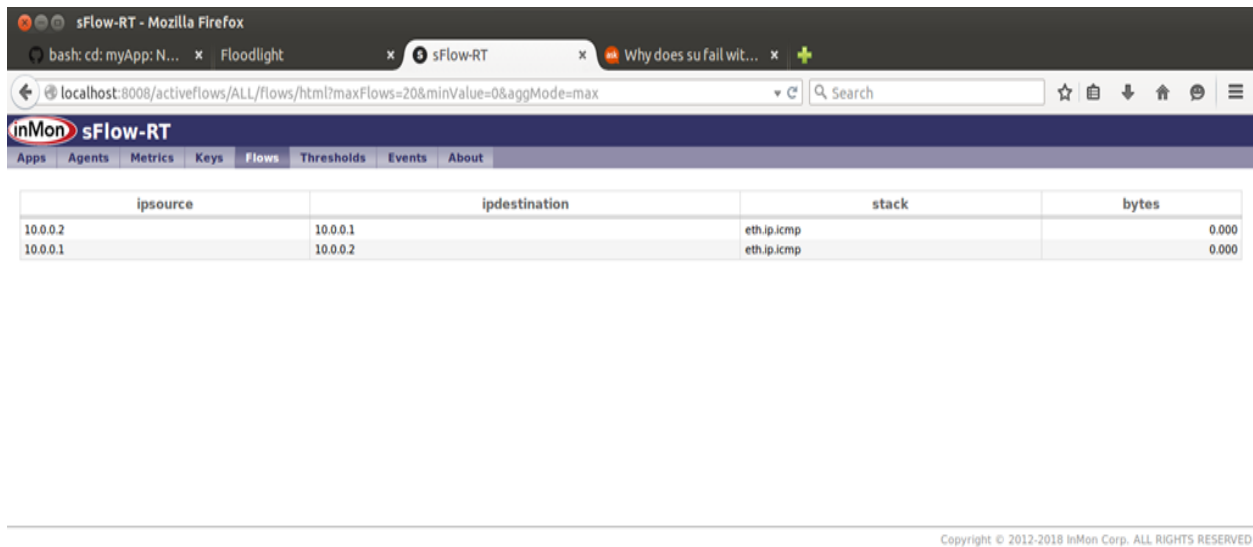 sFlow-RT - Mozilla Firefox
bash: cd: myApp: N... × Floodlight × sFlow-RT × Why does su fail wit... ×
localhost:8008/activeflows/ALL/flows/html?maxFlows=20&minValue=0&aggMode=max Search
inMon sFlow-RT
Apps Agents Metrics Keys Flows Thresholds Events About
ipsource ipdestination stack bytes
10.0.0.2 10.0.0.1 eth.ip.icmp 0.000
10.0.0.1 10.0.0.2 eth.ip.icmp 0.000
Copyright © 2012-2018 InMon Corp. ALL RIGHTS RESERVED